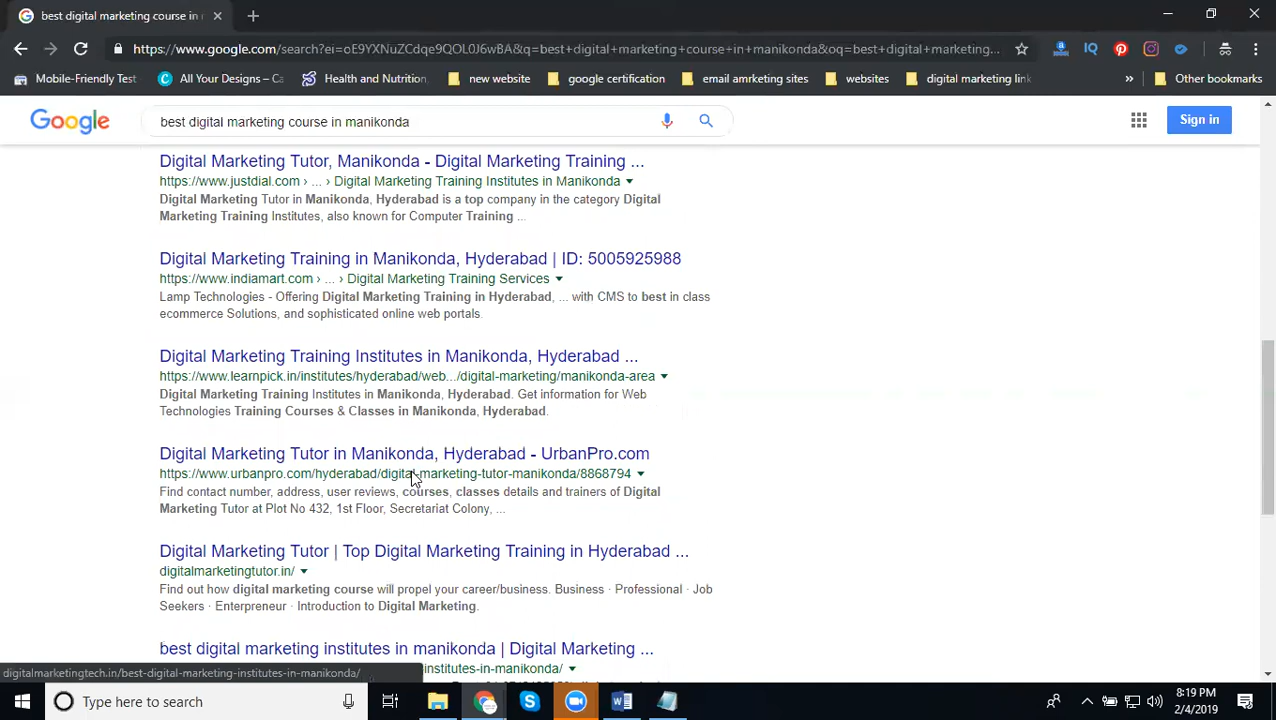 best digital marketing course in
https://www.google.com/search?ei=oE9YXNuZCdqe9QOL0J6wBA&q=best+digital+marketing+course+in+manikonda&oq=best+digital+marketing...
Mobile-Friendly Test
All Your Designs – Ca
Health and Nutrition.
new website
google certification
email amrketing sites
websites
digital marketing link
»
Other bookmarks
Google
best digital marketing course in manikonda
Sign in
Digital Marketing Tutor, Manikonda - Digital Marketing Training ...
https://www.justdial.com › ... › Digital Marketing Training Institutes in Manikonda
Digital Marketing Tutor in Manikonda, Hyderabad is a top company in the category Digital
Marketing Training Institutes, also known for Computer Training ...
Digital Marketing Training in Manikonda, Hyderabad | ID: 5005925988
https://www.indiamart.com › ... › Digital Marketing Training Services
Lamp Technologies - Offering Digital Marketing Training in Hyderabad, ... with CMS to best in class
ecommerce Solutions, and sophisticated online web portals.
Digital Marketing Training Institutes in Manikonda, Hyderabad ...
https://www.learnpick.in/institutes/hyderabad/web.../digital-marketing/manikonda-area
Digital Marketing Training Institutes in Manikonda, Hyderabad. Get information for Web
Technologies Training Courses & Classes in Manikonda, Hyderabad.
Digital Marketing Tutor in Manikonda, Hyderabad - UrbanPro.com
https://www.urbanpro.com/hyderabad/digital-marketing-tutor-manikonda/8868794
Find contact number, address, user reviews, courses, classes details and trainers of Digital
Marketing Tutor at Plot No 432, 1st Floor, Secretariat Colony, ...
Digital Marketing Tutor | Top Digital Marketing Training in Hyderabad ...
digitalmarketingtutor.in/
Find out how digital marketing course will propel your career/business. Business · Professional · Job
Seekers · Enterpreneur · Introduction to Digital Marketing.
best digital marketing institutes in manikonda | Digital Marketing ...
institutes-in-manikonda/
digitalmarketingtech.in/best-digital-marketing-institutes-in-manikonda/
Type here to search
8:19 PM
2/4/2019